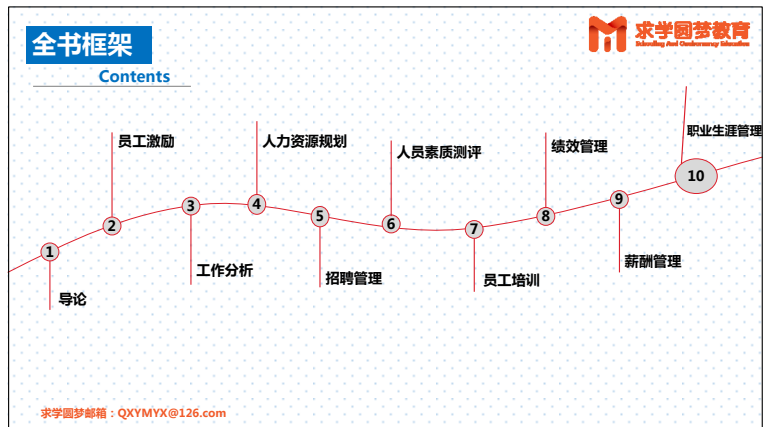 全书框架
Contents
求学圆梦教育
1
导论
2
员工激励
3
工作分析
4
人力资源规划
5
招聘管理
6
人员素质测评
7
员工培训
8
绩效管理
9
薪酬管理
10
职业生涯管理
求学圆梦邮箱：QXYMYX@126.com